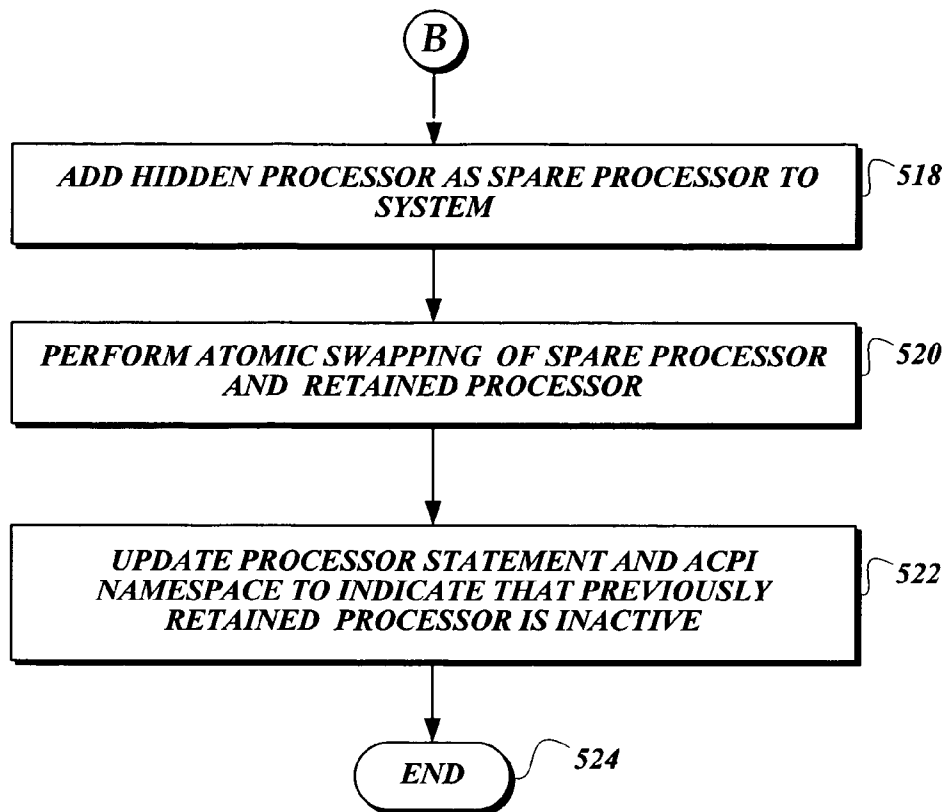 B
ADD HIDDEN PROCESSOR AS SPARE PROCESSOR TO
SYSTEM
518
PERFORM ATOMIC SWAPPING OF SPARE PROCESSOR
AND RETAINED PROCESSOR
520
UPDATE PROCESSOR STATEMENT AND ACPI
NAMESPACE TO INDICATE THAT PREVIOUSLY
RETAINED PROCESSOR IS INACTIVE
522
END
524